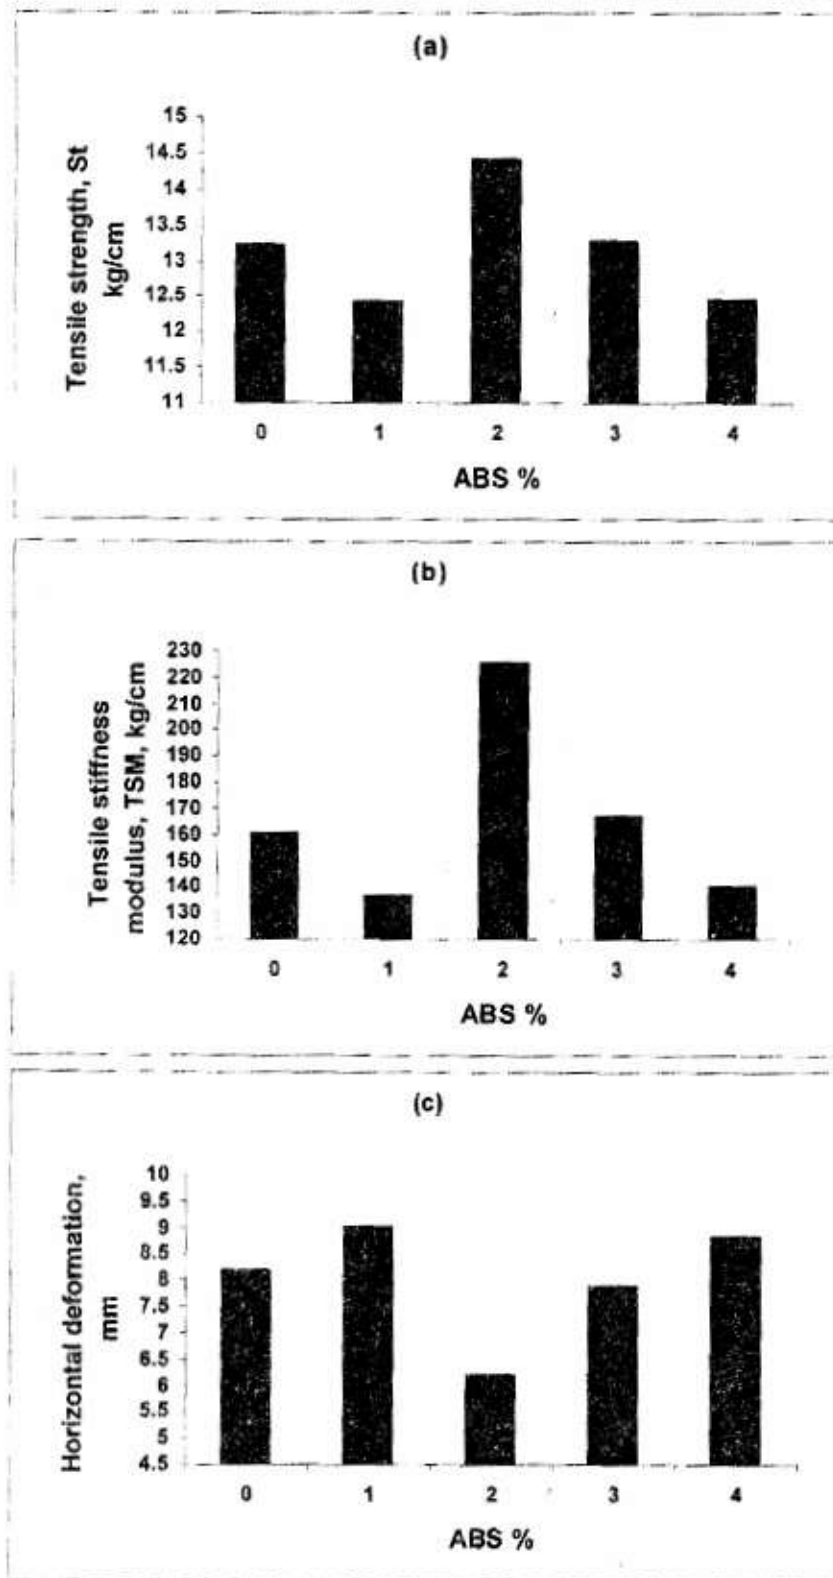 (a)
Tensile strength, St
kg/cm
15
14.5
14
13.5
13
12.5
12
11.5
11
0 1 2 3 4
ABS %
(b)
Tensile stiffness
modulus, TSM, kg/cm
230
220
210
200
190
180
170
160
150
140
130
120
0 1 2 3 4
ABS %
(c)
Horizontal deformation,
mm
10
9.5
9
8.5
8
7.5
7
6.5
6
5.5
5
4.5
0 1 2 3 4
ABS %